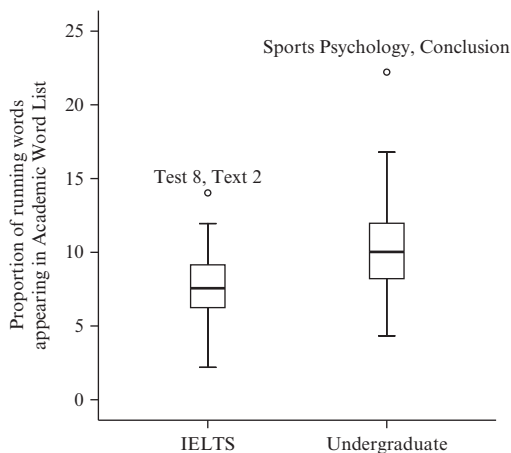 25
Sports Psychology, Conclusion
20
15
Test 8, Text 2
10
5
0
Proportion of running words
appearing in Academic Word List
IELTS
Undergraduate